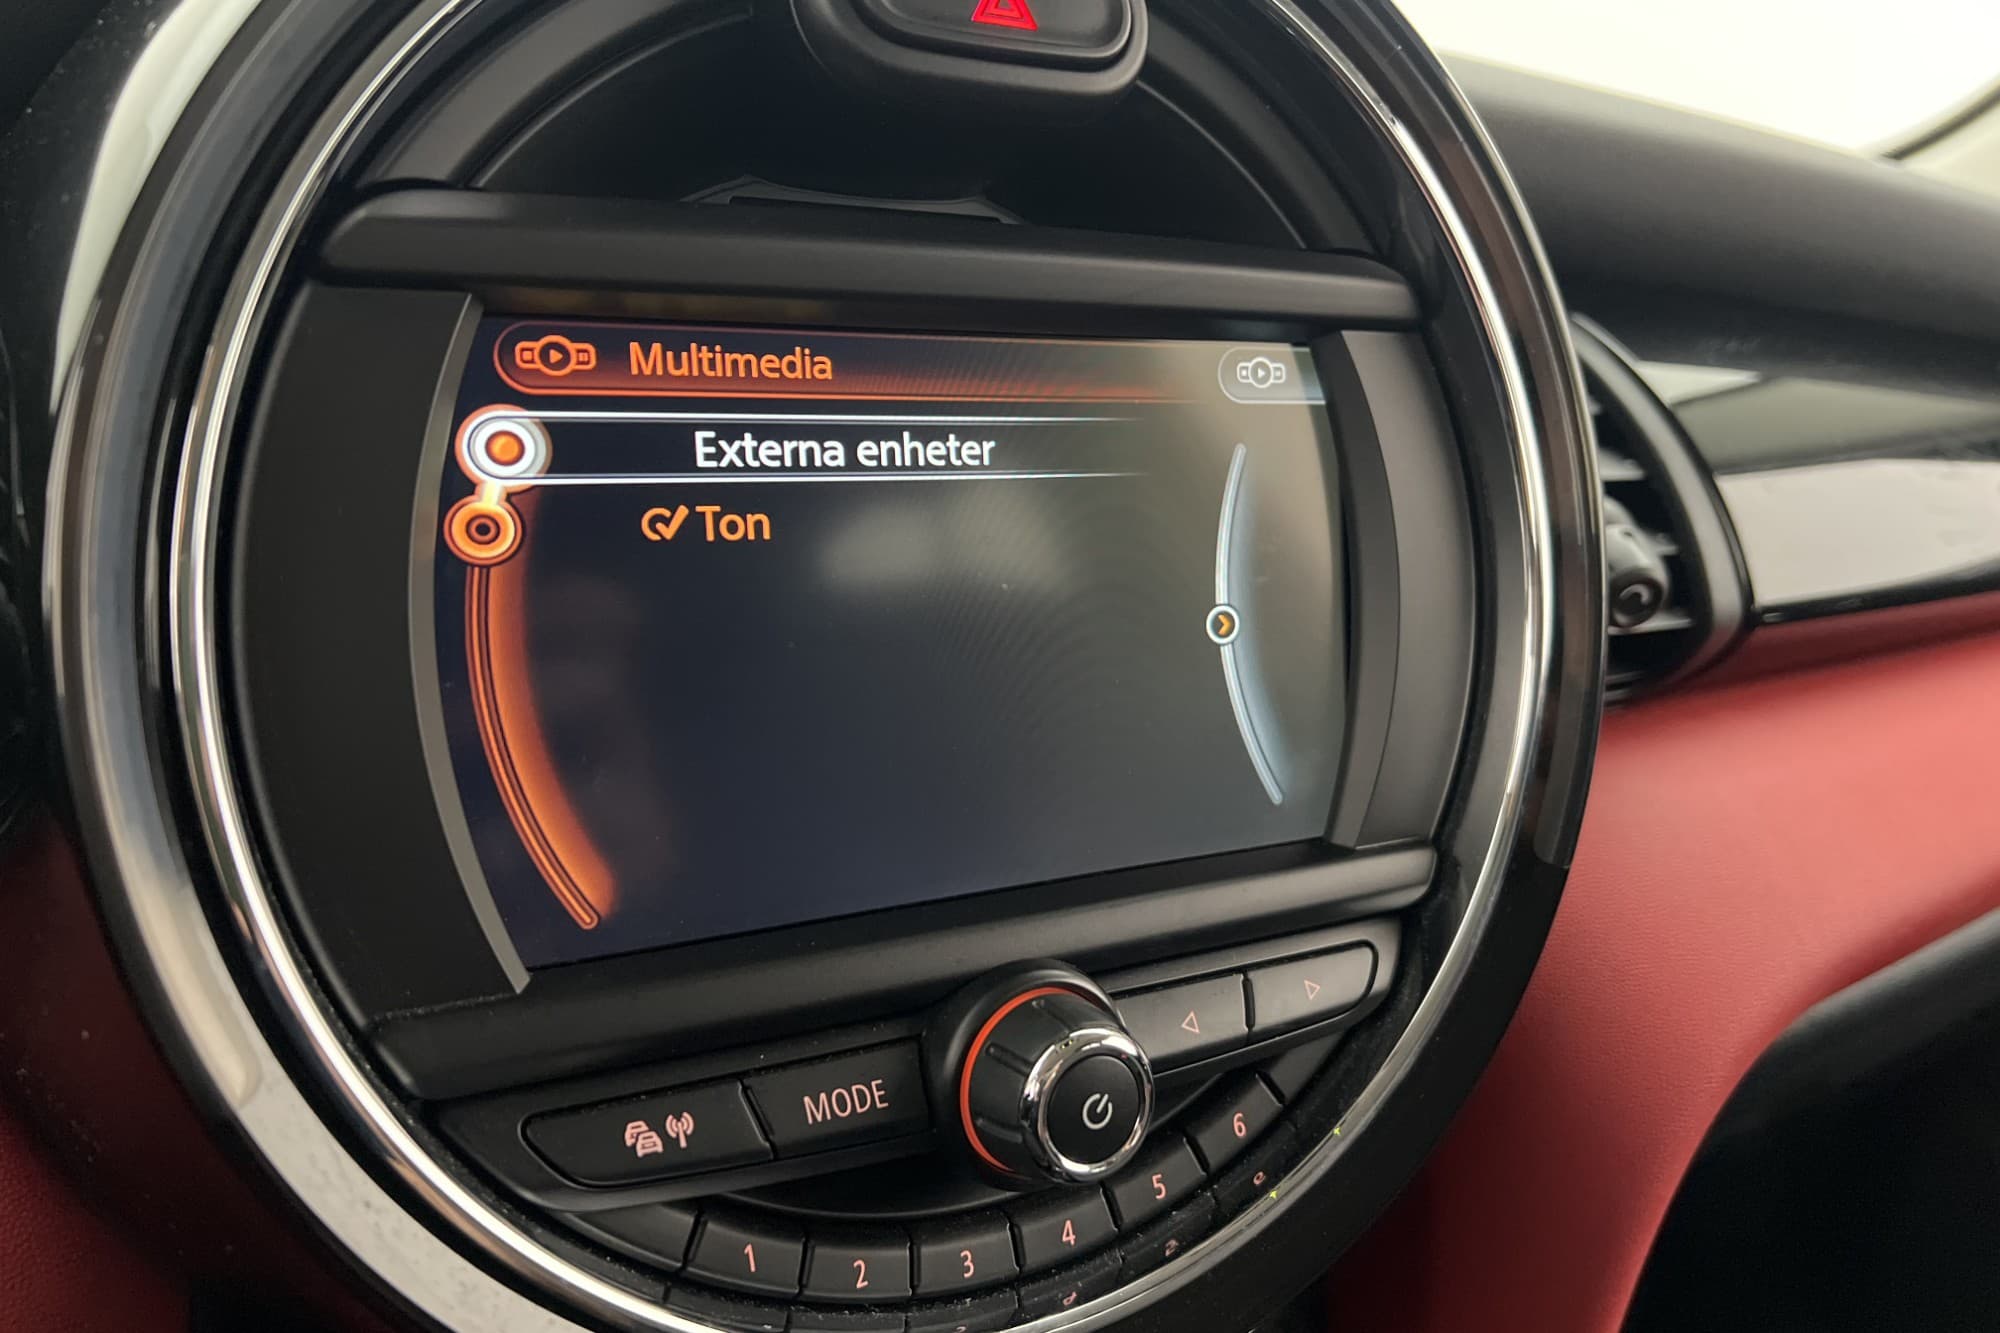 Multimedia
Externa enheter
Ton
MODE
1 2 3 4 5 6